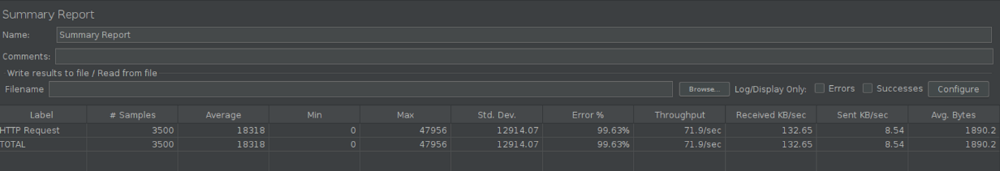 Summary Report
Name: Summary Report
Comments:
Write results to file / Read from file
Filename Browse... Log/Display Only: Errors Successes Configure
Label # Samples Average Min Max Std. Dev. Error % Throughput Received KB/sec Sent KB/sec Avg. Bytes
HTTP Request 3500 18318 0 47956 12914.07 99.63% 71.9/sec 132.65 8.54 1890.2
TOTAL 3500 18318 0 47956 12914.07 99.63% 71.9/sec 132.65 8.54 1890.2